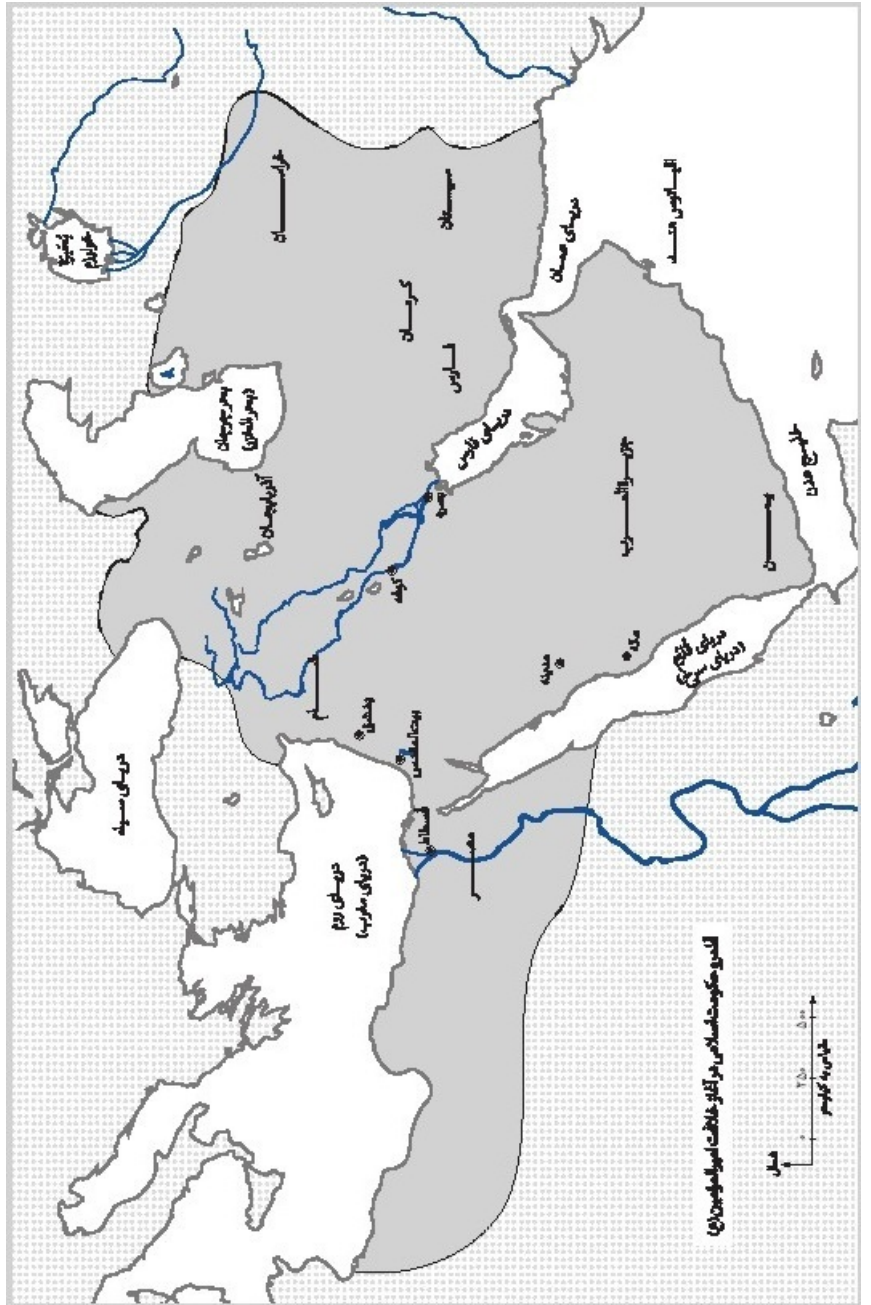 قلمرو حکومت اسلامی در آغاز خلافت امیرالمؤمنین (ع)
شمال
۰ ۲۵۰ ۵۰۰
مقیاس به کیلومتر
دریای سیاه
دریای روم
(دریای مغرب)
مصر
فسطاط
بیت‌المقدس
دمشق
شام
آذربایجان
بحر جرجان
(بحر الخزر)
خوارزم
خراسان
سیستان
کرمان
فارس
دریای فارس
بصره
کوفه
مدینه
مکه
دریای قلزم
(دریای سرخ)
جزیرةالعرب
یمن
خلیج عدن
دریای عمان
اقیانوس هند